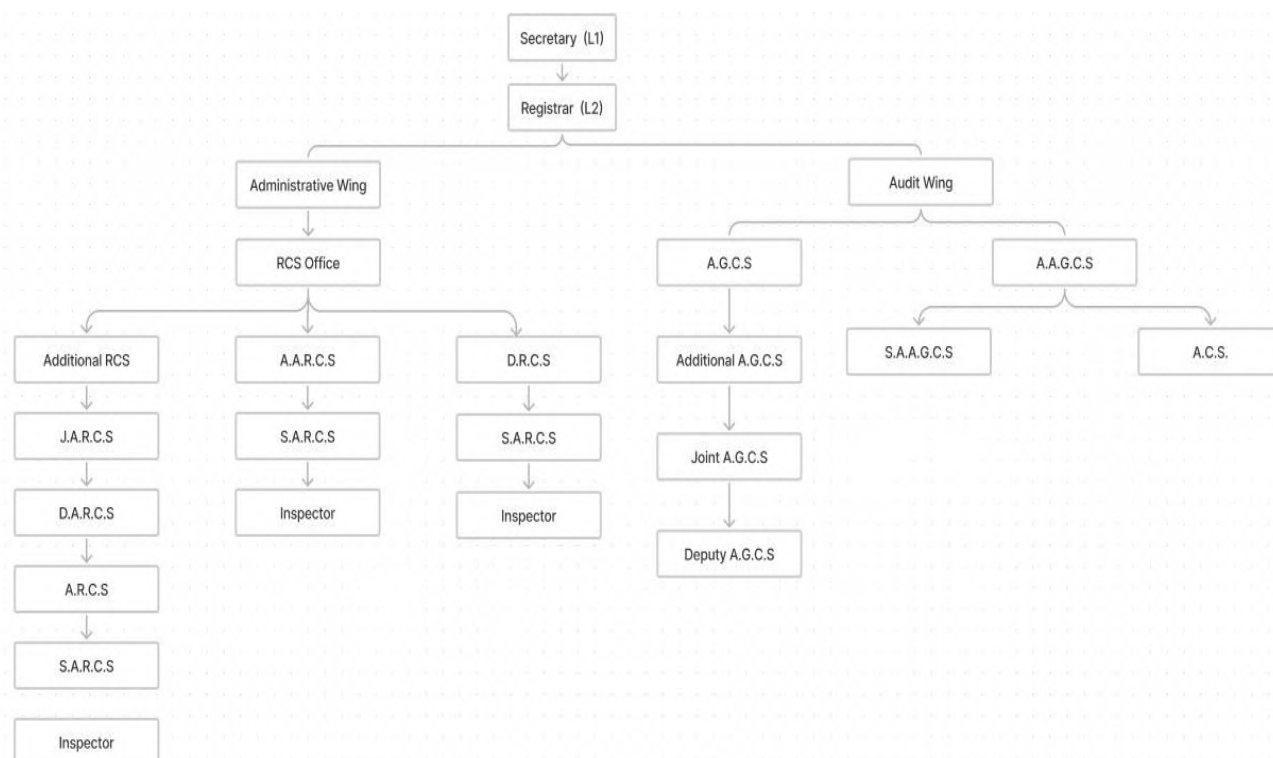 Secretary (L1)
Registrar (L2)
Administrative Wing
Audit Wing
RCS Office
A.G.C.S
A.A.G.C.S
Additional RCS
A.A.R.C.S
D.R.C.S
Additional A.G.C.S
S.A.A.G.C.S
A.C.S.
J.A.R.C.S
S.A.R.C.S
S.A.R.C.S
Joint A.G.C.S
D.A.R.C.S
Inspector
Inspector
Deputy A.G.C.S
A.R.C.S
S.A.R.C.S
Inspector